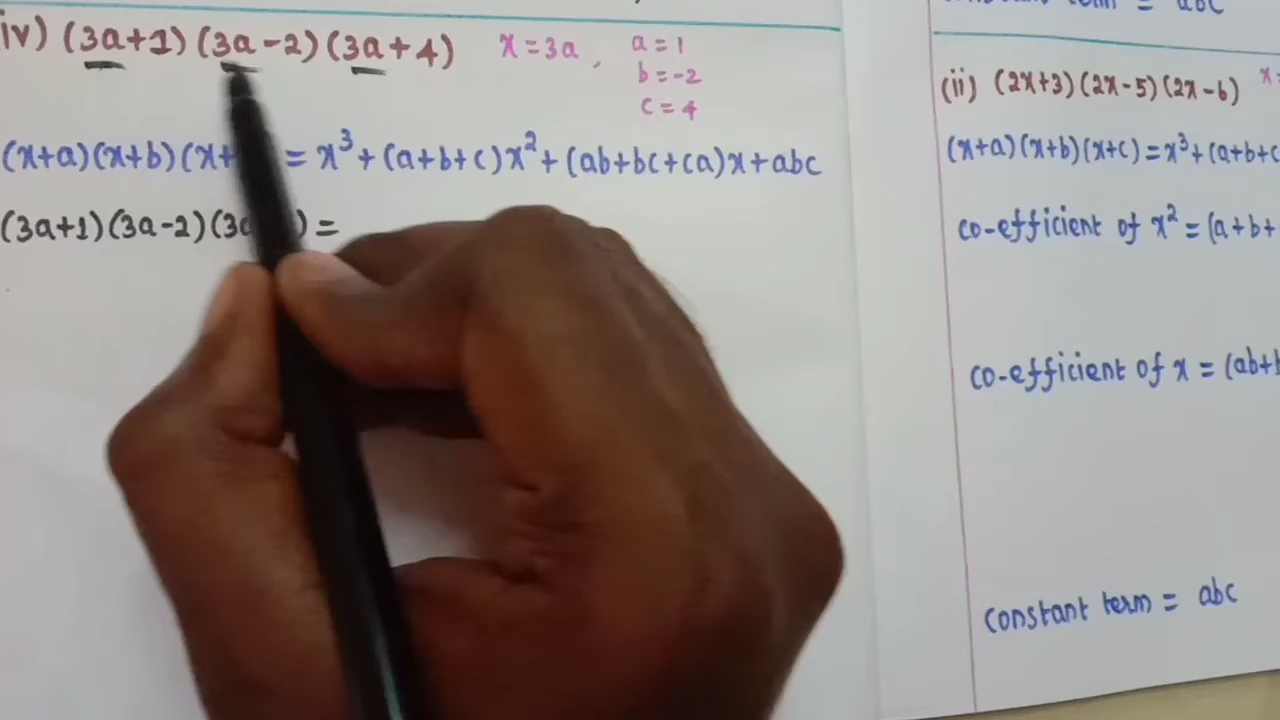 iv) (3a+1)(3a-2)(3a+4) x=3a, a=1
b=-2
c=4
(x+a)(x+b)(x+ = x³+(a+b+c)x²+(ab+bc+ca)x+abc
(3a+1)(3a-2)(3a ) =
abc
(ii) (2x+3)(2x-5)(2x-6) x=
(x+a)(x+b)(x+c)=x³+(a+b+c
co-efficient of x² = (a+b+
co-efficient of x = (ab+b
constant term = abc